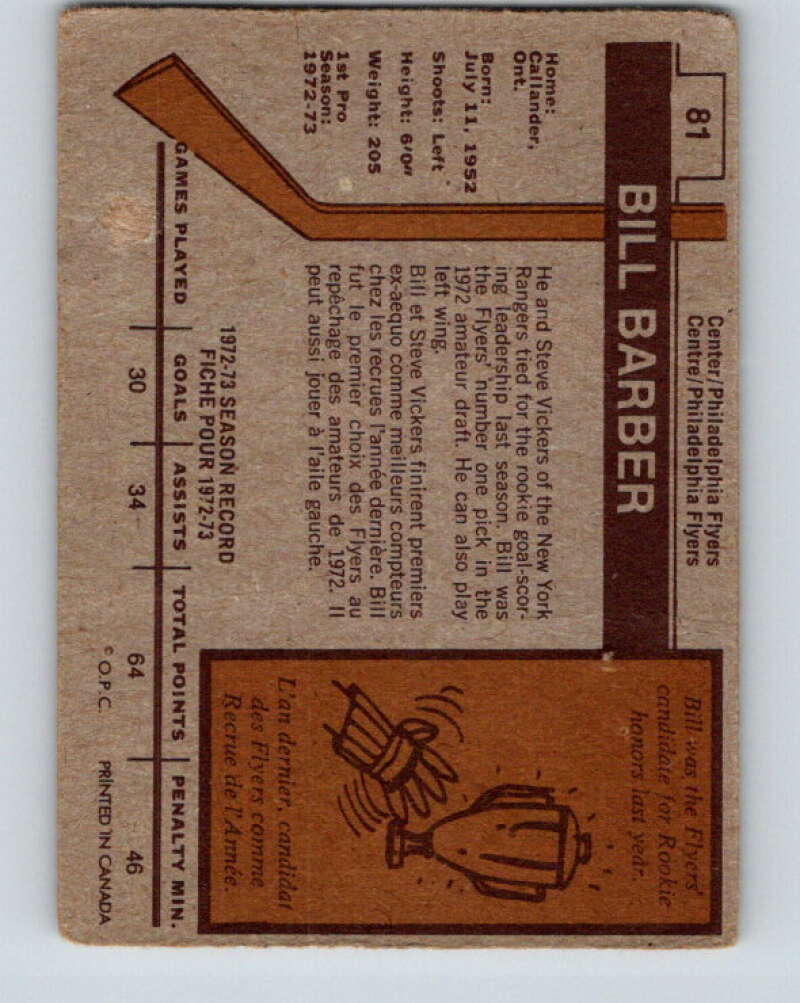 81
Center/Philadelphia Flyers
Centre/Philadelphia Flyers
BILL BARBER
Home:
Callander,
Ont.
Born:
July 11, 1952
Shoots: Left
Height: 6'0"
Weight: 205
1st Pro
Season:
1972-73
He and Steve Vickers of the New York
Rangers tied for the rookie goal-scor-
ing leadership last season. Bill was
the Flyers' number one pick in the
1972 amateur draft. He can also play
left wing.
Bill et Steve Vickers finirent premiers
ex-aequo comme meilleurs compteurs
chez les recrues l'année dernière. Bill
fut le premier choix des Flyers au
repêchage des amateurs de 1972. Il
peut aussi jouer à l'aile gauche.
Bill was the Flyers'
candidate for Rookie
honors last year.
L'an dernier, candidat
des Flyers comme
Recrue de l'Année.
1972-73 SEASON RECORD
FICHE POUR 1972-73
GAMES PLAYED GOALS ASSISTS TOTAL POINTS PENALTY MIN.
30 34 64 46
© O.P.C. PRINTED IN CANADA